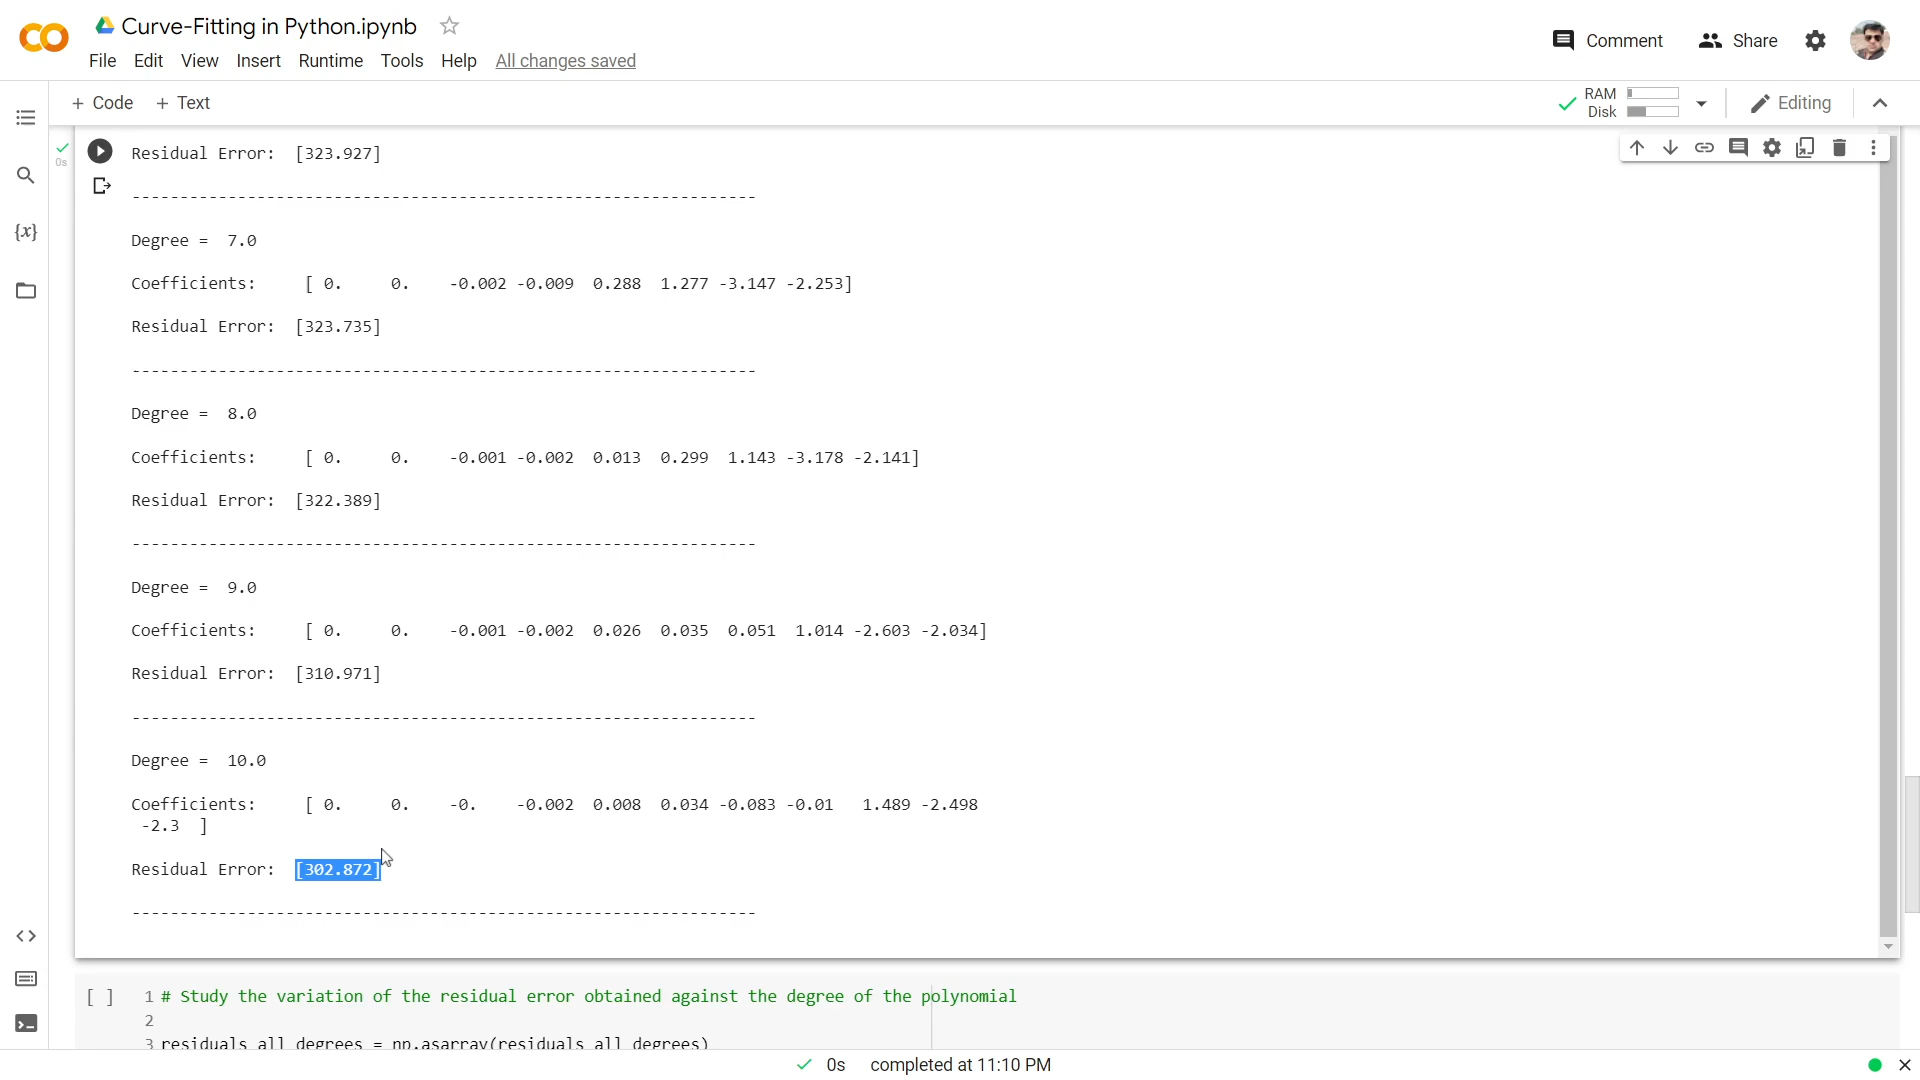 Curve-Fitting in Python.ipynb
File Edit View Insert Runtime Tools Help All changes saved
Comment Share
+ Code + Text
RAM
Disk
Editing
0s
Residual Error: [323.927]
---------------------------------------------------------------
Degree = 7.0
Coefficients: [ 0. 0. -0.002 -0.009 0.288 1.277 -3.147 -2.253]
Residual Error: [323.735]
---------------------------------------------------------------
Degree = 8.0
Coefficients: [ 0. 0. -0.001 -0.002 0.013 0.299 1.143 -3.178 -2.141]
Residual Error: [322.389]
---------------------------------------------------------------
Degree = 9.0
Coefficients: [ 0. 0. -0.001 -0.002 0.026 0.035 0.051 1.014 -2.603 -2.034]
Residual Error: [310.971]
---------------------------------------------------------------
Degree = 10.0
Coefficients: [ 0. 0. -0. -0.002 0.008 0.034 -0.083 -0.01 1.489 -2.498
-2.3 ]
Residual Error: [302.872]
---------------------------------------------------------------
[ ] 1 # Study the variation of the residual error obtained against the degree of the polynomial
2
3 residuals_all_degrees = np.asarray(residuals_all_degrees)
0s completed at 11:10 PM